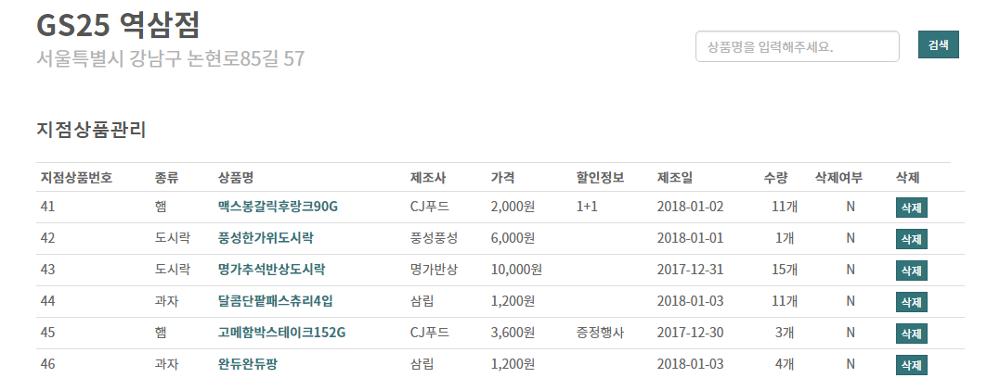 GS25 역삼점
서울특별시 강남구 논현로85길 57
상품명을 입력해주세요. 검색
지점상품관리
지점상품번호 종류 상품명 제조사 가격 할인정보 제조일 수량 삭제여부 삭제
41 햄 맥스봉갈릭후랑크90G CJ푸드 2,000원 1+1 2018-01-02 11개 N 삭제
42 도시락 풍성한가위도시락 풍성풍성 6,000원 2018-01-01 1개 N 삭제
43 도시락 명가추석반상도시락 명가반상 10,000원 2017-12-31 15개 N 삭제
44 과자 달콤단팥패스츄리4입 삼립 1,200원 2018-01-03 11개 N 삭제
45 햄 고메함박스테이크152G CJ푸드 3,600원 증정행사 2017-12-30 3개 N 삭제
46 과자 완듀완듀팡 삼립 1,200원 2018-01-03 4개 N 삭제